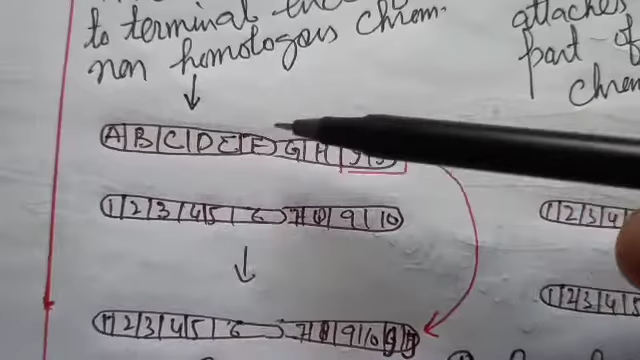 to terminal
non homologous chrom-
A B C D E F G H
1 2 3 4 5 6 7 8 9 10
1 2 3 4 5 6 7 8 9 10
attaches
part of
chrom
1 2 3 4
1 2 3 4 5